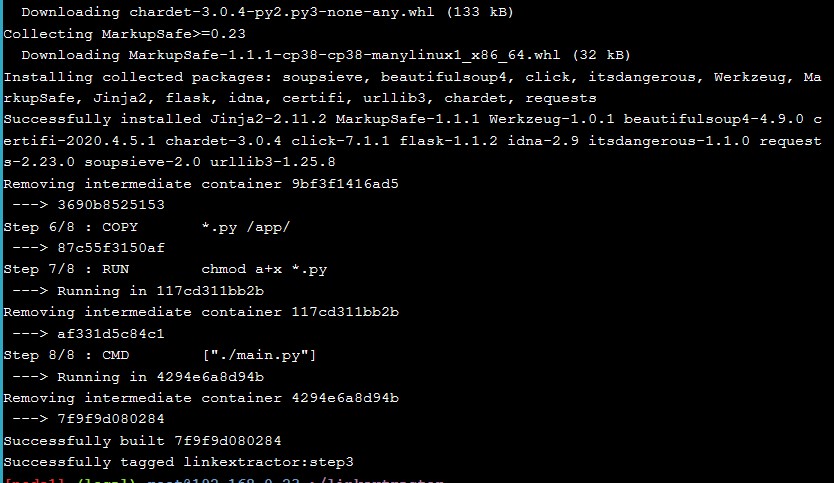 Downloading chardet-3.0.4-py2.py3-none-any.whl (133 kB)
Collecting MarkupSafe>=0.23
  Downloading MarkupSafe-1.1.1-cp38-cp38-manylinux1_x86_64.whl (32 kB)
Installing collected packages: soupsieve, beautifulsoup4, click, itsdangerous, Werkzeug, Ma
rkupSafe, Jinja2, flask, idna, certifi, urllib3, chardet, requests
Successfully installed Jinja2-2.11.2 MarkupSafe-1.1.1 Werkzeug-1.0.1 beautifulsoup4-4.9.0 c
ertifi-2020.4.5.1 chardet-3.0.4 click-7.1.1 flask-1.1.2 idna-2.9 itsdangerous-1.1.0 request
s-2.23.0 soupsieve-2.0 urllib3-1.25.8
Removing intermediate container 9bf3f1416ad5
 ---> 3690b8525153
Step 6/8 : COPY       *.py /app/
 ---> 87c55f3150af
Step 7/8 : RUN        chmod a+x *.py
 ---> Running in 117cd311bb2b
Removing intermediate container 117cd311bb2b
 ---> af331d5c84c1
Step 8/8 : CMD        ["./main.py"]
 ---> Running in 4294e6a8d94b
Removing intermediate container 4294e6a8d94b
 ---> 7f9f9d080284
Successfully built 7f9f9d080284
Successfully tagged linkextractor:step3